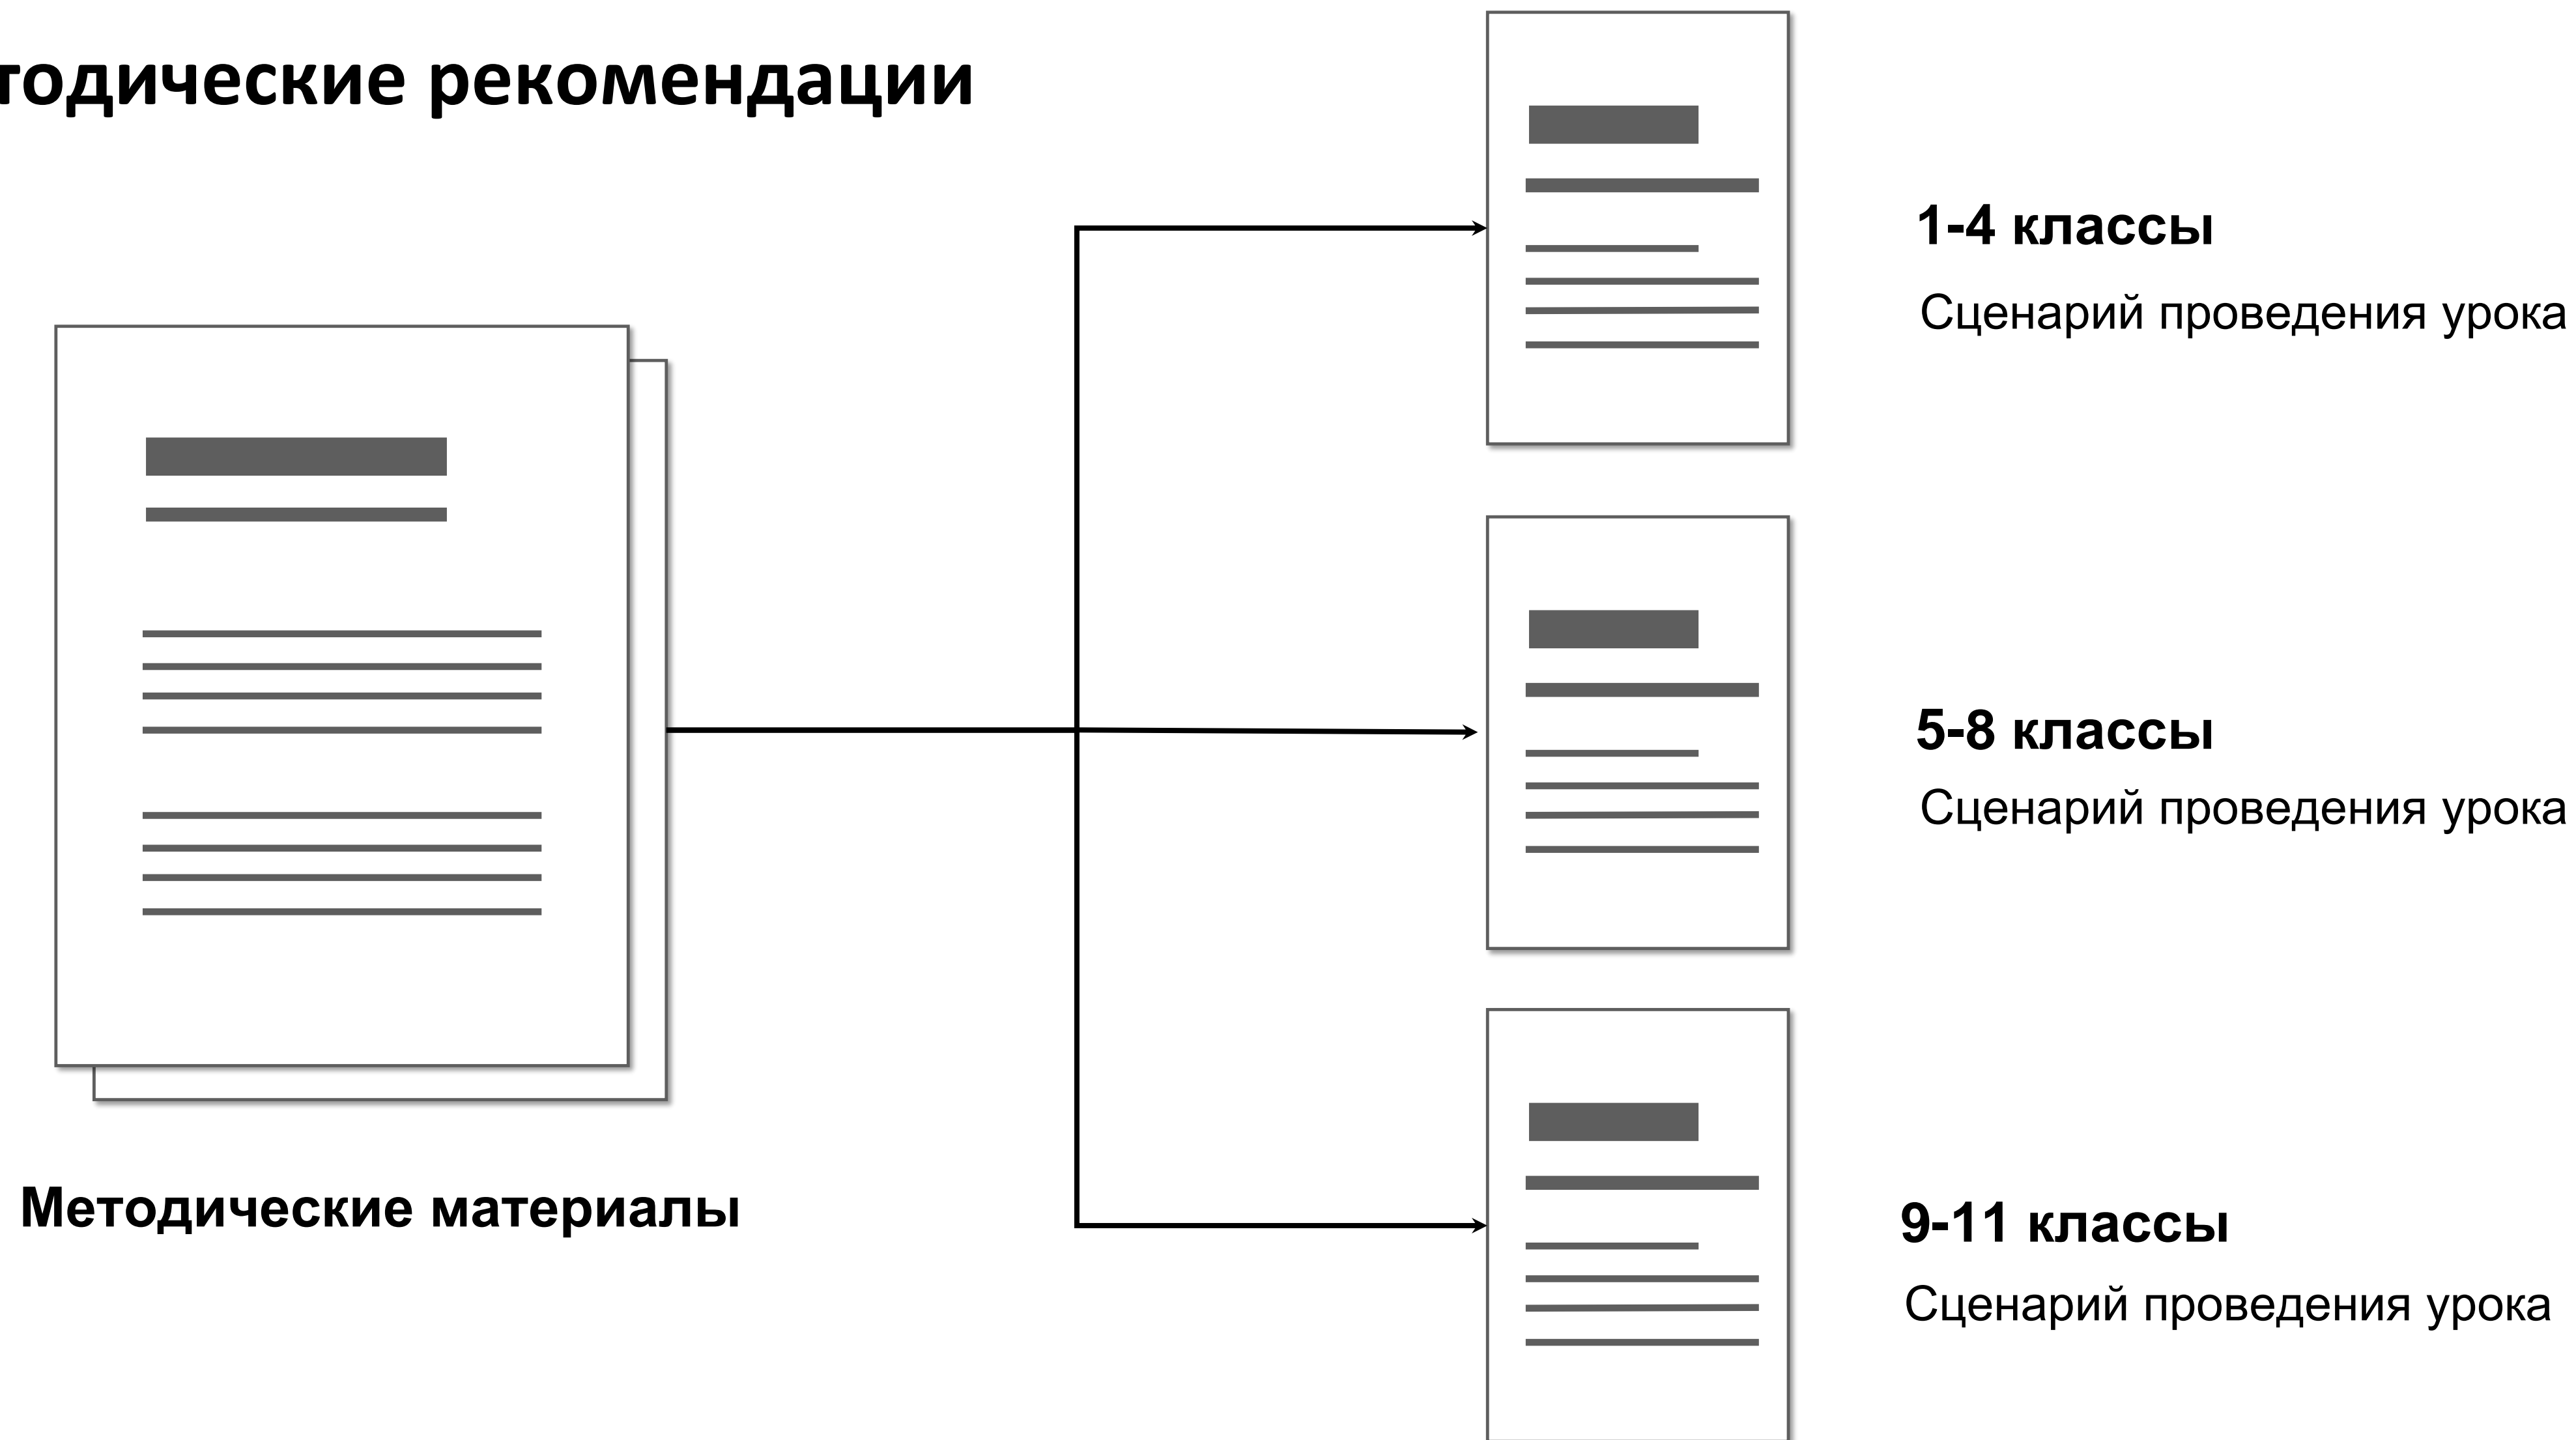 тодические рекомендации
1-4 классы
Сценарий проведения урока
5-8 классы
Сценарий проведения урока
Методические материалы
9-11 классы
Сценарий проведения урока